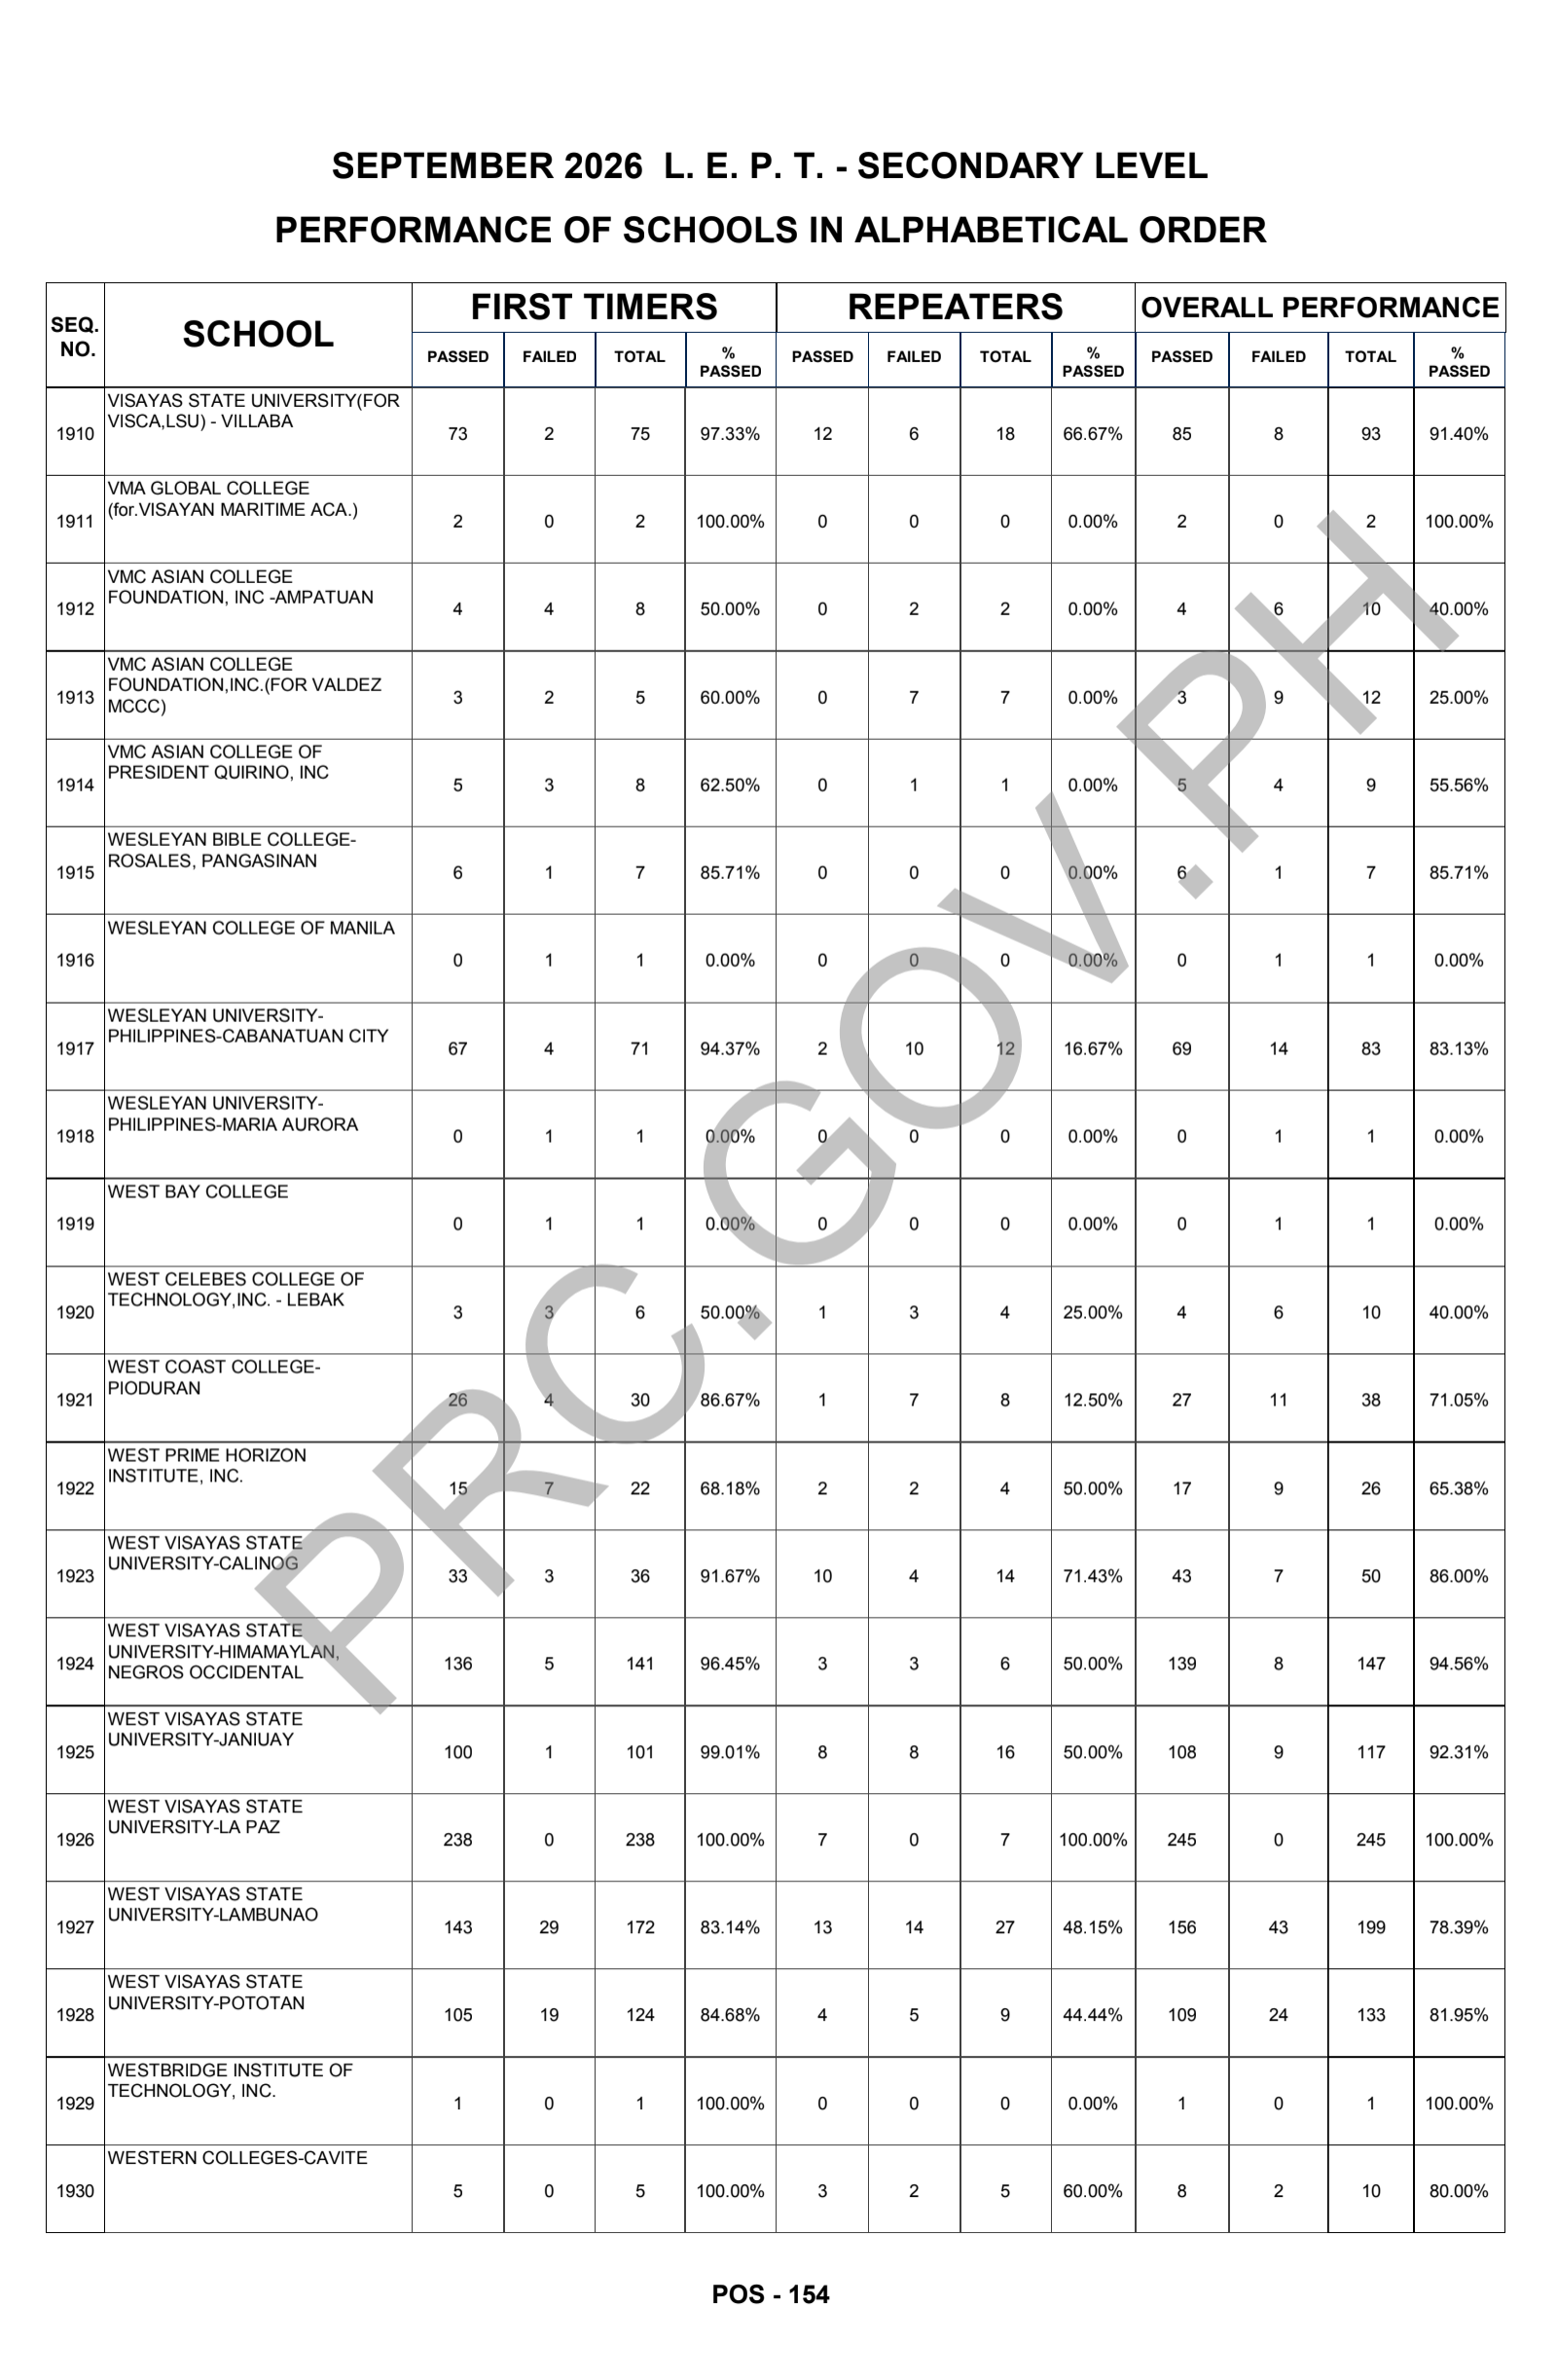 SEPTEMBER 2026 L. E. P. T. - SECONDARY LEVEL
PERFORMANCE OF SCHOOLS IN ALPHABETICAL ORDER
SEQ. NO. SCHOOL FIRST TIMERS REPEATERS OVERALL PERFORMANCE
PASSED FAILED TOTAL % PASSED PASSED FAILED TOTAL % PASSED PASSED FAILED TOTAL % PASSED
VISAYAS STATE UNIVERSITY(FOR
VISCA,LSU) - VILLABA
1910 73 2 75 97.33% 12 6 18 66.67% 85 8 93 91.40%
VMA GLOBAL COLLEGE
(for.VISAYAN MARITIME ACA.)
1911 2 0 2 100.00% 0 0 0 0.00% 2 0 2 100.00%
VMC ASIAN COLLEGE
FOUNDATION, INC -AMPATUAN
1912 4 4 8 50.00% 0 2 2 0.00% 4 6 10 40.00%
VMC ASIAN COLLEGE
FOUNDATION,INC.(FOR VALDEZ
MCCC)
1913 3 2 5 60.00% 0 7 7 0.00% 3 9 12 25.00%
VMC ASIAN COLLEGE OF
PRESIDENT QUIRINO, INC
1914 5 3 8 62.50% 0 1 1 0.00% 5 4 9 55.56%
WESLEYAN BIBLE COLLEGE-
ROSALES, PANGASINAN
1915 6 1 7 85.71% 0 0 0 0.00% 6 1 7 85.71%
WESLEYAN COLLEGE OF MANILA
1916 0 1 1 0.00% 0 0 0 0.00% 0 1 1 0.00%
WESLEYAN UNIVERSITY-
PHILIPPINES-CABANATUAN CITY
1917 67 4 71 94.37% 2 10 12 16.67% 69 14 83 83.13%
WESLEYAN UNIVERSITY-
PHILIPPINES-MARIA AURORA
1918 0 1 1 0.00% 0 0 0 0.00% 0 1 1 0.00%
WEST BAY COLLEGE
1919 0 1 1 0.00% 0 0 0 0.00% 0 1 1 0.00%
WEST CELEBES COLLEGE OF
TECHNOLOGY,INC. - LEBAK
1920 3 3 6 50.00% 1 3 4 25.00% 4 6 10 40.00%
WEST COAST COLLEGE-
PIODURAN
1921 26 4 30 86.67% 1 7 8 12.50% 27 11 38 71.05%
WEST PRIME HORIZON
INSTITUTE, INC.
1922 15 7 22 68.18% 2 2 4 50.00% 17 9 26 65.38%
WEST VISAYAS STATE
UNIVERSITY-CALINOG
1923 33 3 36 91.67% 10 4 14 71.43% 43 7 50 86.00%
WEST VISAYAS STATE
UNIVERSITY-HIMAMAYLAN,
NEGROS OCCIDENTAL
1924 136 5 141 96.45% 3 3 6 50.00% 139 8 147 94.56%
WEST VISAYAS STATE
UNIVERSITY-JANIUAY
1925 100 1 101 99.01% 8 8 16 50.00% 108 9 117 92.31%
WEST VISAYAS STATE
UNIVERSITY-LA PAZ
1926 238 0 238 100.00% 7 0 7 100.00% 245 0 245 100.00%
WEST VISAYAS STATE
UNIVERSITY-LAMBUNAO
1927 143 29 172 83.14% 13 14 27 48.15% 156 43 199 78.39%
WEST VISAYAS STATE
UNIVERSITY-POTOTAN
1928 105 19 124 84.68% 4 5 9 44.44% 109 24 133 81.95%
WESTBRIDGE INSTITUTE OF
TECHNOLOGY, INC.
1929 1 0 1 100.00% 0 0 0 0.00% 1 0 1 100.00%
WESTERN COLLEGES-CAVITE
1930 5 0 5 100.00% 3 2 5 60.00% 8 2 10 80.00%
PRC.GOV.PH
POS - 154